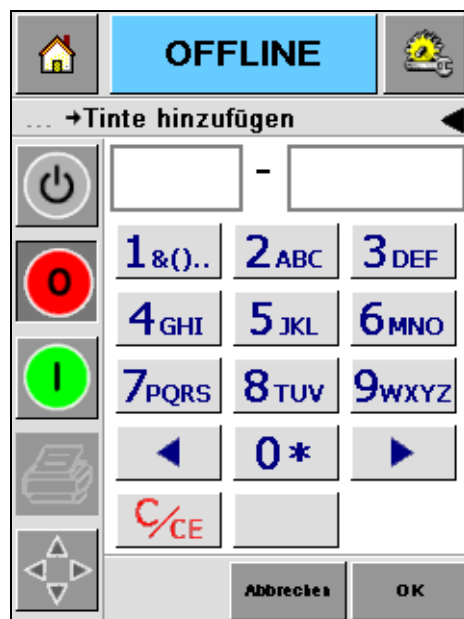 OFFLINE
... →Tinte hinzufügen
-
1&().. 2ABC 3DEF
O
4GHI 5JKL 6MNO
I
7PQRS 8TUV 9WXYZ
0*
C/CE
Abbrechen OK